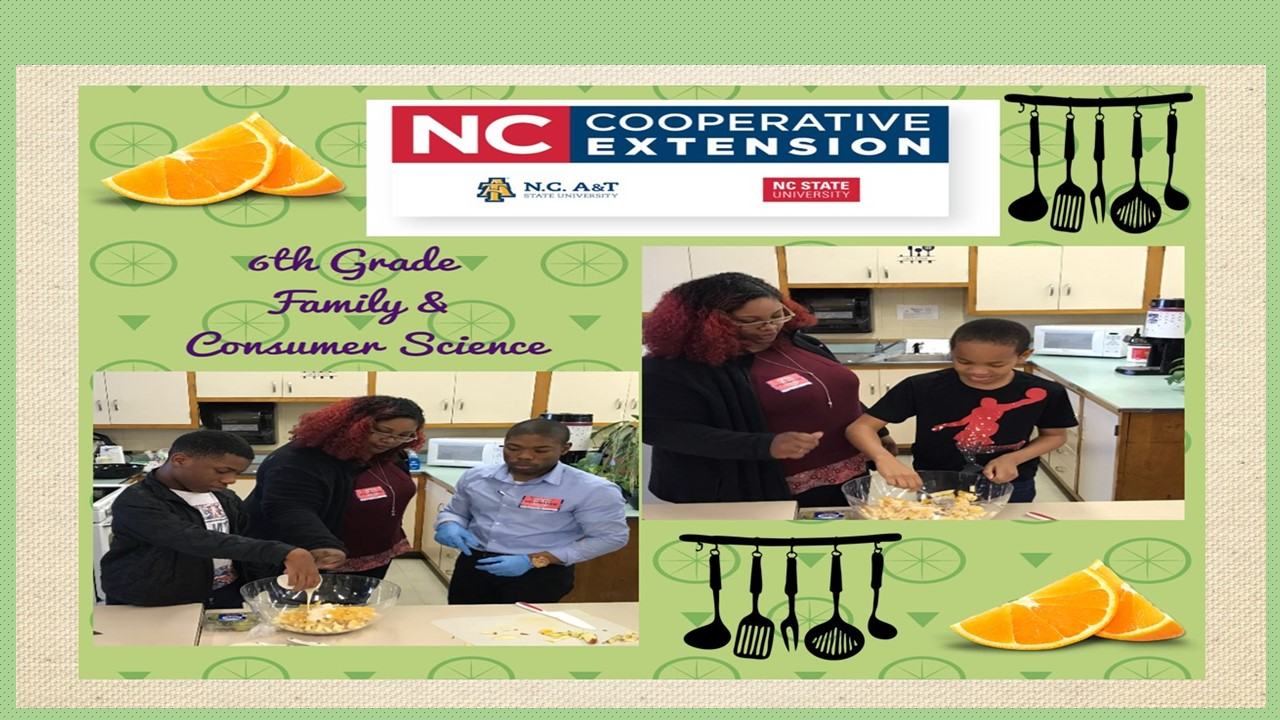 NC COOPERATIVE
EXTENSION
N.C. A&T
STATE UNIVERSITY
NC STATE
UNIVERSITY
6th Grade
Family &
Consumer Science